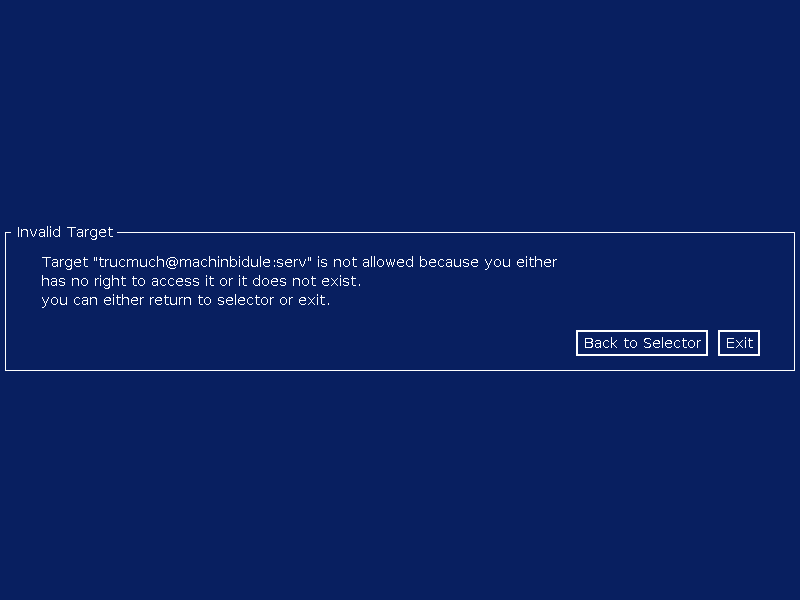 Invalid Target
Target "trucmuch@machinbidule:serv" is not allowed because you either
has no right to access it or it does not exist.
you can either return to selector or exit.
Back to Selector
Exit